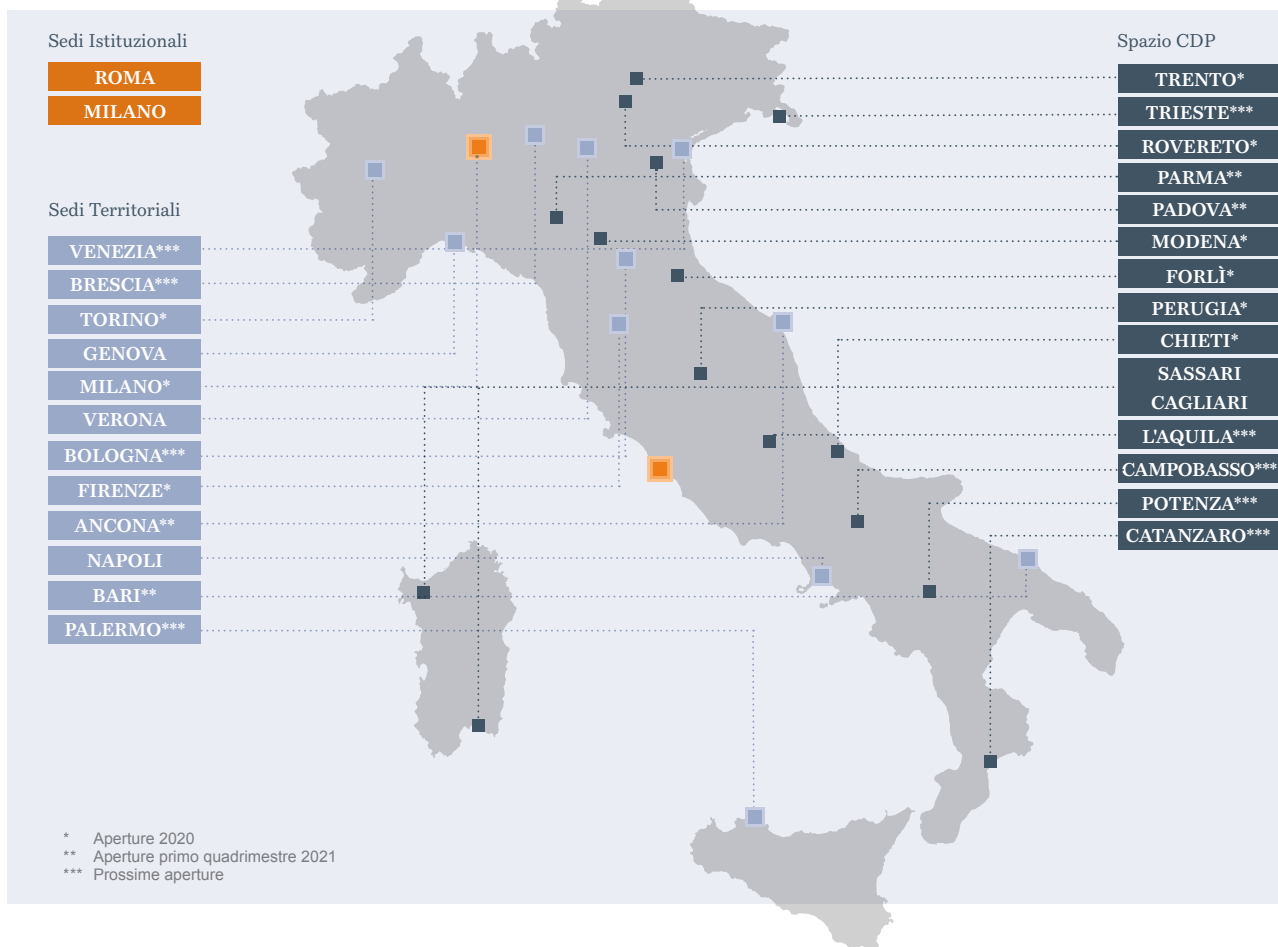 Sedi Istituzionali
ROMA
MILANO
Sedi Territoriali
VENEZIA***
BRESCIA***
TORINO*
GENOVA
MILANO*
VERONA
BOLOGNA***
FIRENZE*
ANCONA**
NAPOLI
BARI**
PALERMO***
Spazio CDP
TRENTO*
TRIESTE***
ROVERETO*
PARMA**
PADOVA**
MODENA*
FORLÌ*
PERUGIA*
CHIETI*
SASSARI
CAGLIARI
L'AQUILA***
CAMPOBASSO***
POTENZA***
CATANZARO***
* Aperture 2020
** Aperture primo quadrimestre 2021
*** Prossime aperture